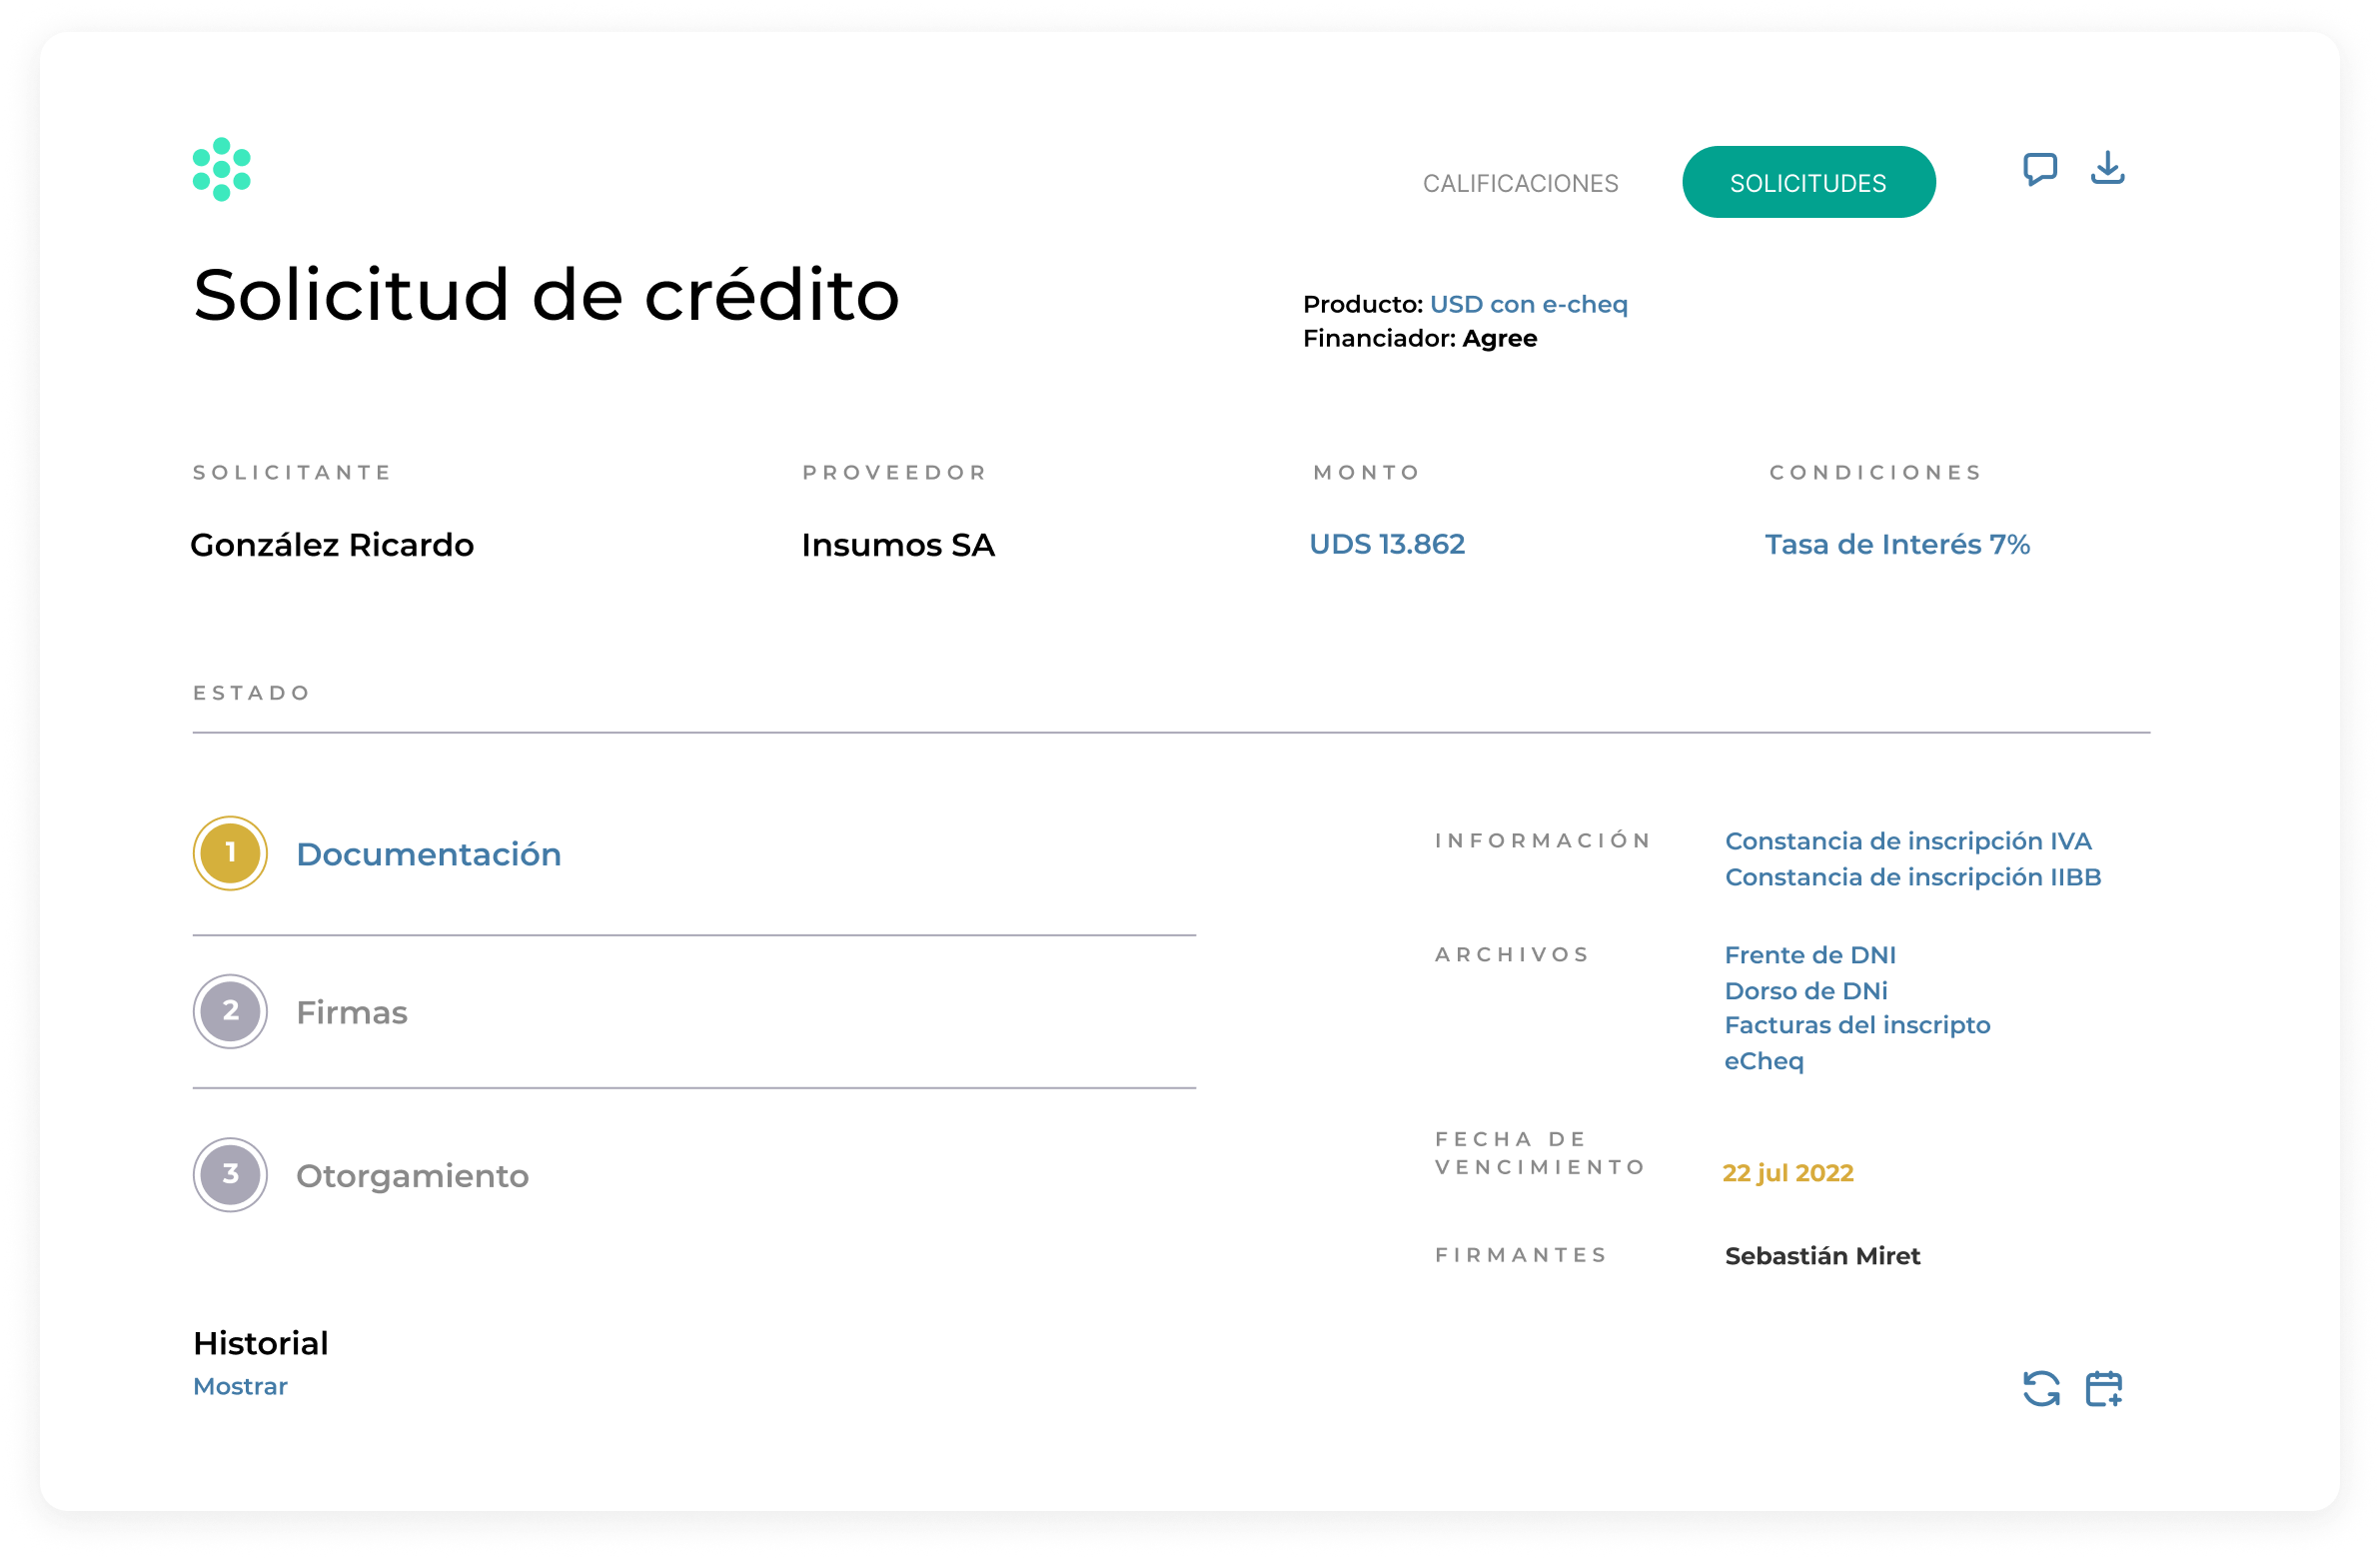 CALIFICACIONES
SOLICITUDES
Solicitud de crédito
Producto: USD con e-cheq
Financiador: Agree
SOLICITANTE
González Ricardo
PROVEEDOR
Insumos SA
MONTO
UDS 13.862
CONDICIONES
Tasa de Interés 7%
ESTADO
1
Documentación
2
Firmas
3
Otorgamiento
INFORMACIÓN
Constancia de inscripción IVA
Constancia de inscripción IIBB
ARCHIVOS
Frente de DNI
Dorso de DNi
Facturas del inscripto
eCheq
FECHA DE
VENCIMIENTO
22 jul 2022
FIRMANTES
Sebastián Miret
Historial
Mostrar